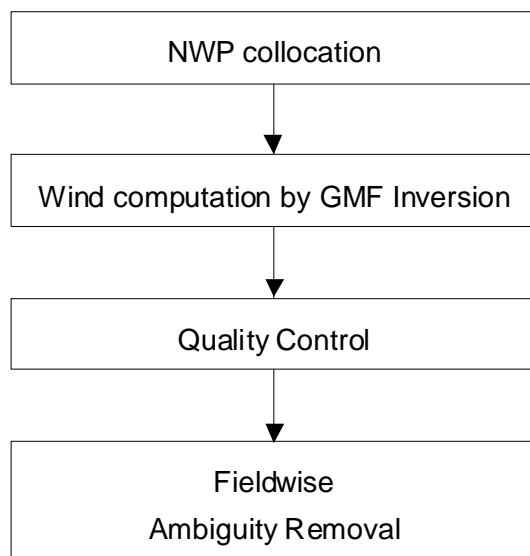 NWP collocation
Wind computation by GMF Inversion
Quality Control
Fieldwise
Ambiguity Removal